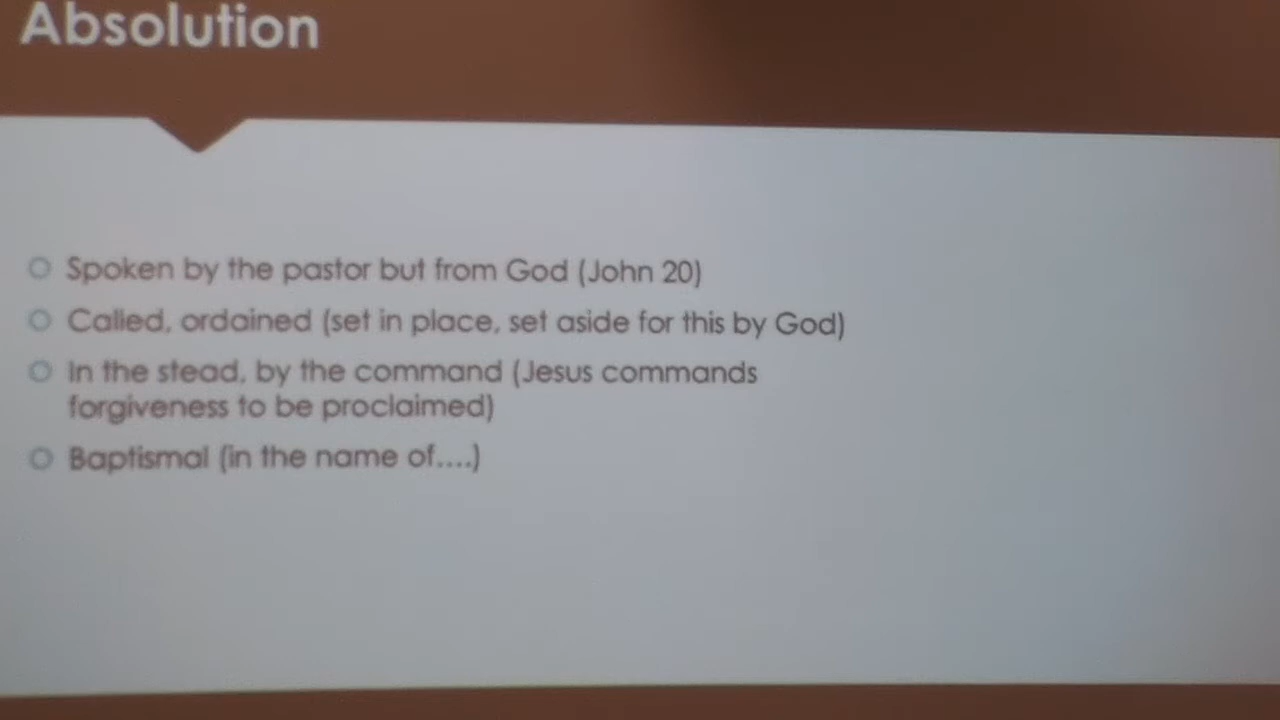 Absolution
Spoken by the pastor but from God (John 20)
Called, ordained (set in place, set aside for this by God)
In the stead, by the command (Jesus commands
forgiveness to be proclaimed)
Baptismal (in the name of....)